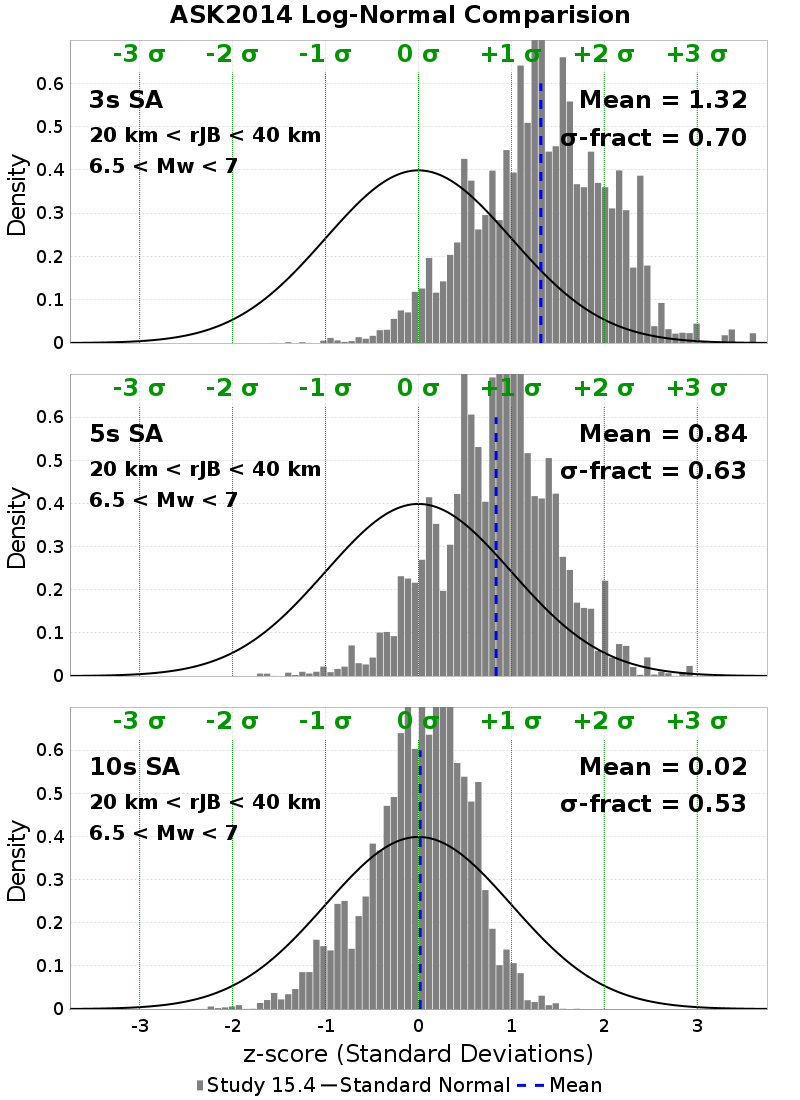 ASK2014 Log-Normal Comparision
-3 σ -2 σ -1 σ 0 σ +1 σ +2 σ +3 σ
3s SA
20 km < rJB < 40 km
6.5 < Mw < 7
Mean = 1.32
σ-fract = 0.70
Density
0.6
0.5
0.4
0.3
0.2
0.1
0
-3 σ -2 σ -1 σ 0 σ +1 σ +2 σ +3 σ
5s SA
20 km < rJB < 40 km
6.5 < Mw < 7
Mean = 0.84
σ-fract = 0.63
Density
0.6
0.5
0.4
0.3
0.2
0.1
0
-3 σ -2 σ -1 σ 0 σ +1 σ +2 σ +3 σ
10s SA
20 km < rJB < 40 km
6.5 < Mw < 7
Mean = 0.02
σ-fract = 0.53
Density
0.6
0.5
0.4
0.3
0.2
0.1
0
-3 -2 -1 0 1 2 3
z-score (Standard Deviations)
Study 15.4 Standard Normal Mean